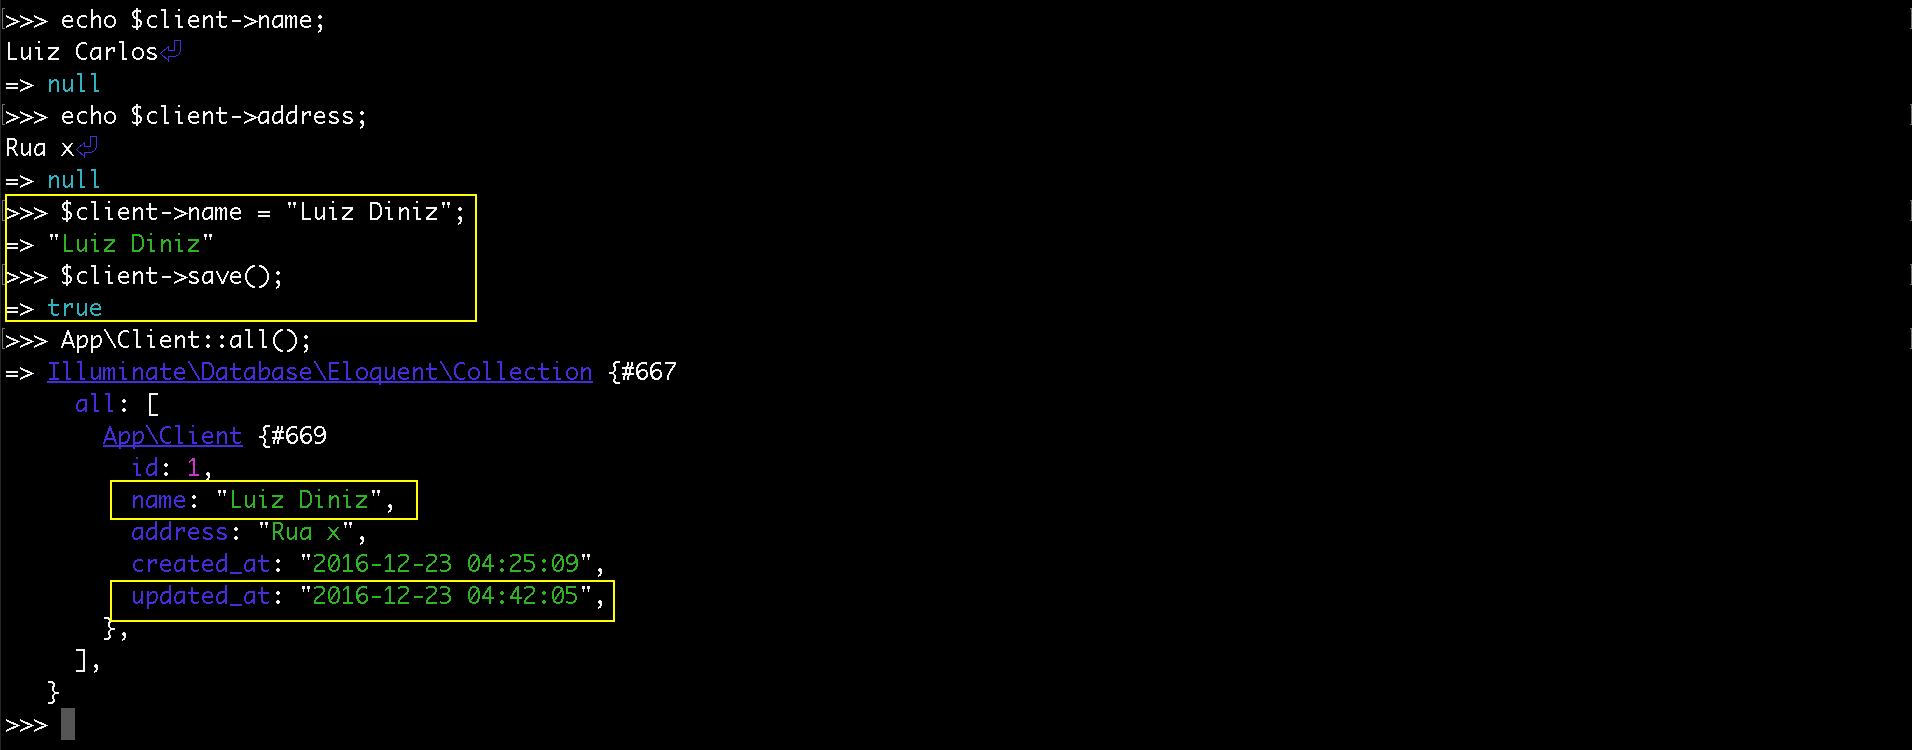 >>> echo $client->name;
Luiz Carlos⏎
=> null
>>> echo $client->address;
Rua x⏎
=> null
>>> $client->name = "Luiz Diniz";
=> "Luiz Diniz"
>>> $client->save();
=> true
>>> App\Client::all();
=> Illuminate\Database\Eloquent\Collection {#667
all: [
App\Client {#669
id: 1,
name: "Luiz Diniz",
address: "Rua x",
created_at: "2016-12-23 04:25:09",
updated_at: "2016-12-23 04:42:05",
},
],
}
>>>